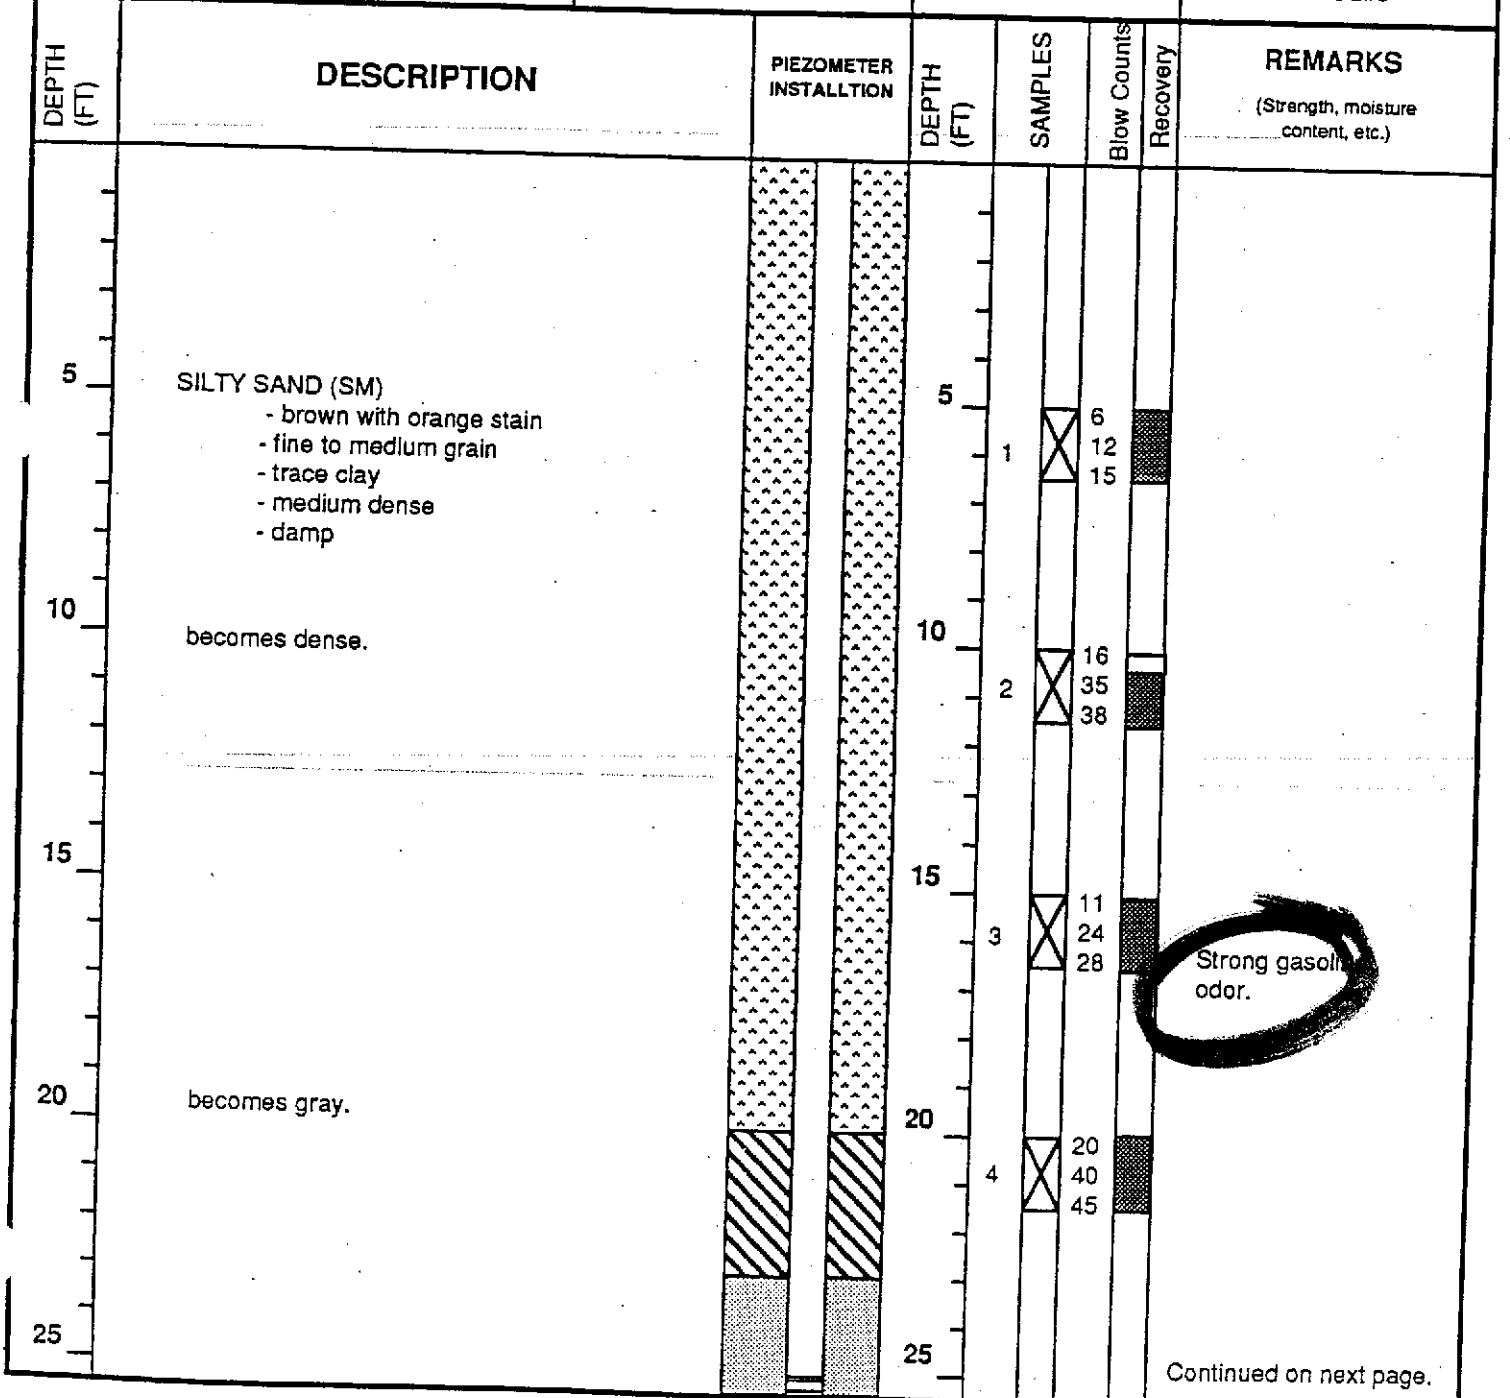 DEPTH
(FT)
DESCRIPTION
PIEZOMETER
INSTALLTION
DEPTH
(FT)
SAMPLES
Blow Counts
Recovery
REMARKS
(Strength, moisture
content, etc.)
5
SILTY SAND (SM)
- brown with orange stain
- fine to medium grain
- trace clay
- medium dense
- damp
5
1
6
12
15
10
becomes dense.
10
2
16
35
38
15
15
3
11
24
28
Strong gasoli
odor.
20
becomes gray.
20
4
20
40
45
25
25
Continued on next page.